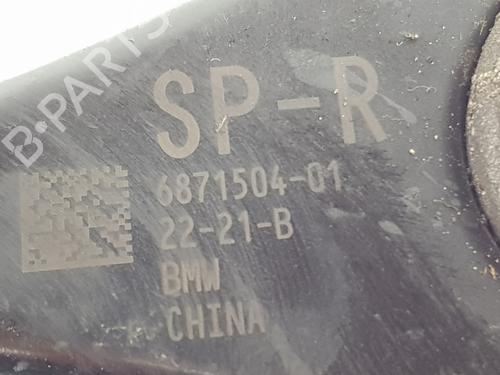 B-PARTS
SP-R
6871504-01
22-21-B
BMW
CHINA